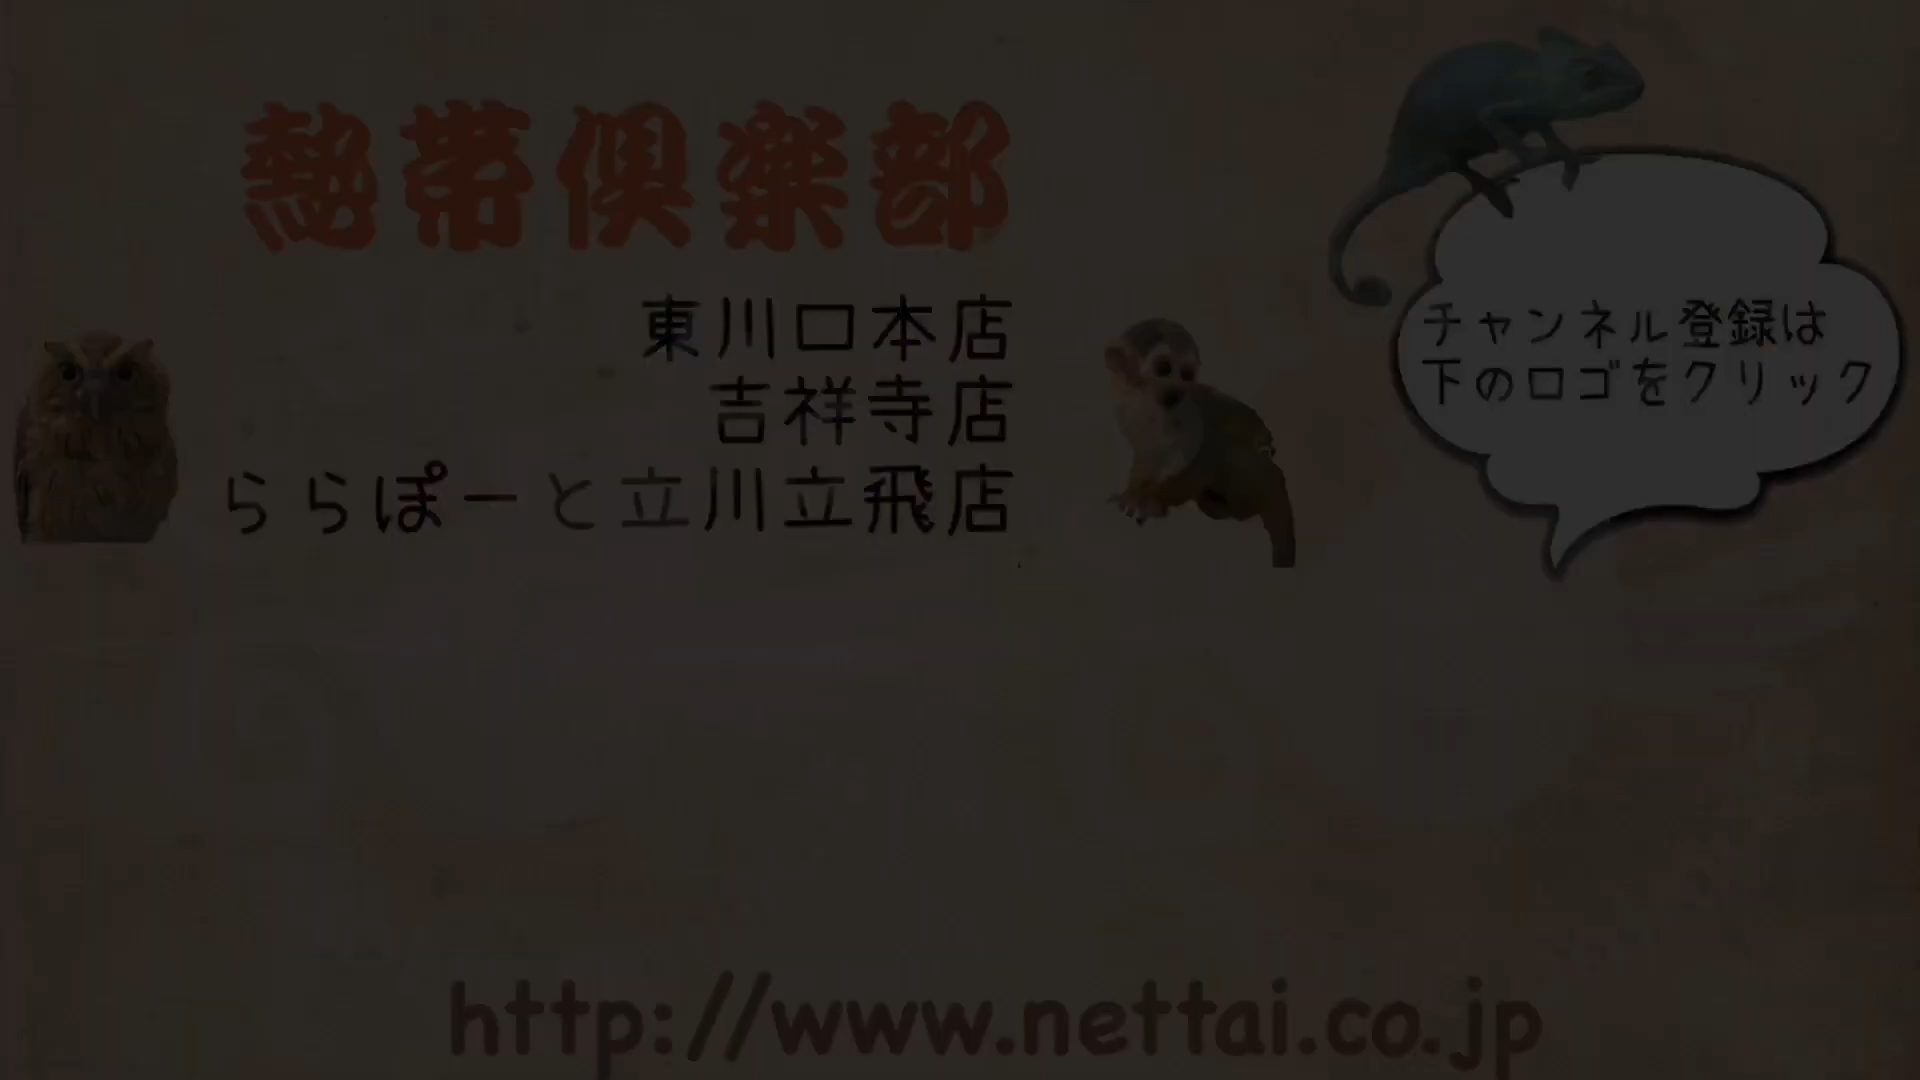 熱帯倶楽部
東川口本店
吉祥寺店
ららぽーと立川立飛店
チャンネル登録は
下のロゴをクリック
http://www.nettai.co.jp